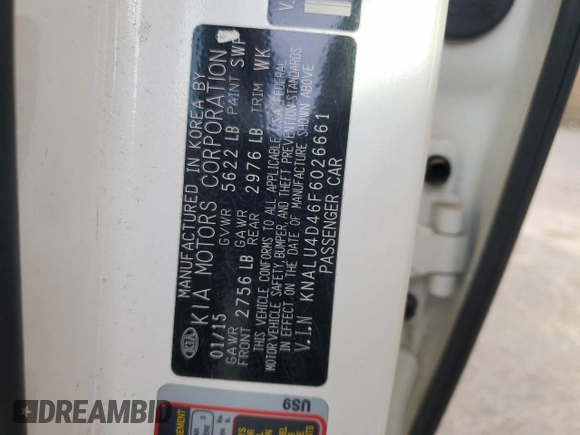 MANUFACTURED IN KOREA BY
KIA MOTORS CORPORATION
01/15 GVWR 5622 LB PAINT SWP
GAWR FRONT 2756 LB GAWR REAR 2976 LB TRIM WK
THIS VEHICLE CONFORMS TO ALL APPLICABLE U.S.A FEDERAL
MOTOR VEHICLE SAFETY, BUMPER, AND THEFT PREVENTION STANDARDS
IN EFFECT ON THE DATE OF MANUFACTURE SHOWN ABOVE
V.I.N KNALU4D46F6026661
PASSENGER CAR
KIA
V.
US9
DREAMBID